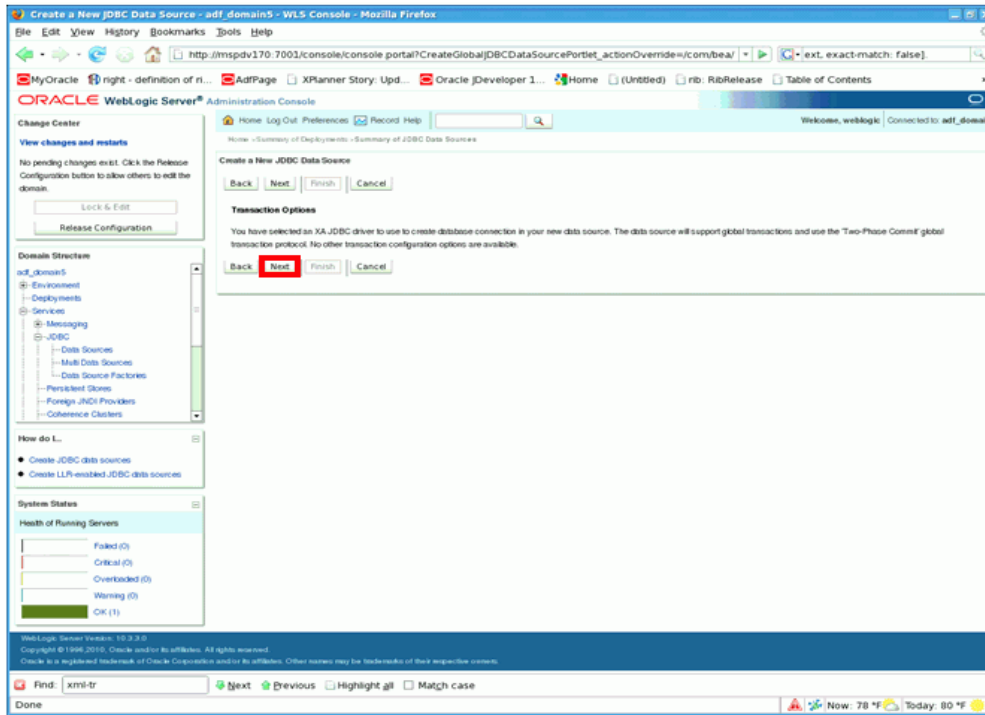 Create a New JDBC Data Source - adf_domain5 - WLS Console - Mozilla Firefox
File Edit View History Bookmarks Tools Help
http://mspdv170:7001/console/console.portal?CreateGlobalJDBCDataSourcePortlet_actionOverride=/com/bea/
ext, exact-match: false].
MyOracle right - definition of ri... AdfPage XPlanner Story: Upd... Oracle JDeveloper 1... Home (Untitled) rib: RibRelease Table of Contents
ORACLE WebLogic Server® Administration Console
Change Center
View changes and restarts
No pending changes exist. Click the Release
Configuration button to allow others to edit the
domain.
Lock & Edit
Release Configuration
Domain Structure
adf_domain5
Environment
Deployments
Services
Messaging
JDBC
Data Sources
Multi Data Sources
Data Source Factories
Persistent Stores
Foreign JNDI Providers
Coherence Clusters
How do I...
Create JDBC data sources
Create LLR-enabled JDBC data sources
System Status
Health of Running Servers
Failed (0)
Critical (0)
Overloaded (0)
Warning (0)
OK (1)
Home Log Out Preferences Record Help
Welcome, weblogic Connected to: adf_domai
Home >Summary of Deployments >Summary of JDBC Data Sources
Create a New JDBC Data Source
Back Next Finish Cancel
Transaction Options
You have selected an XA JDBC driver to use to create database connection in your new data source. The data source will support global transactions and use the 'Two-Phase Commit' global
transaction protocol. No other transaction configuration options are available.
Back Next Finish Cancel
WebLogic Server Version: 10.3.3.0
Copyright © 1996,2010, Oracle and/or its affiliates. All rights reserved.
Oracle is a registered trademark of Oracle Corporation and/or its affiliates. Other names may be trademarks of their respective owners.
Find: xml-tr Next Previous Highlight all Match case
Done
Now: 78 °F Today: 80 °F